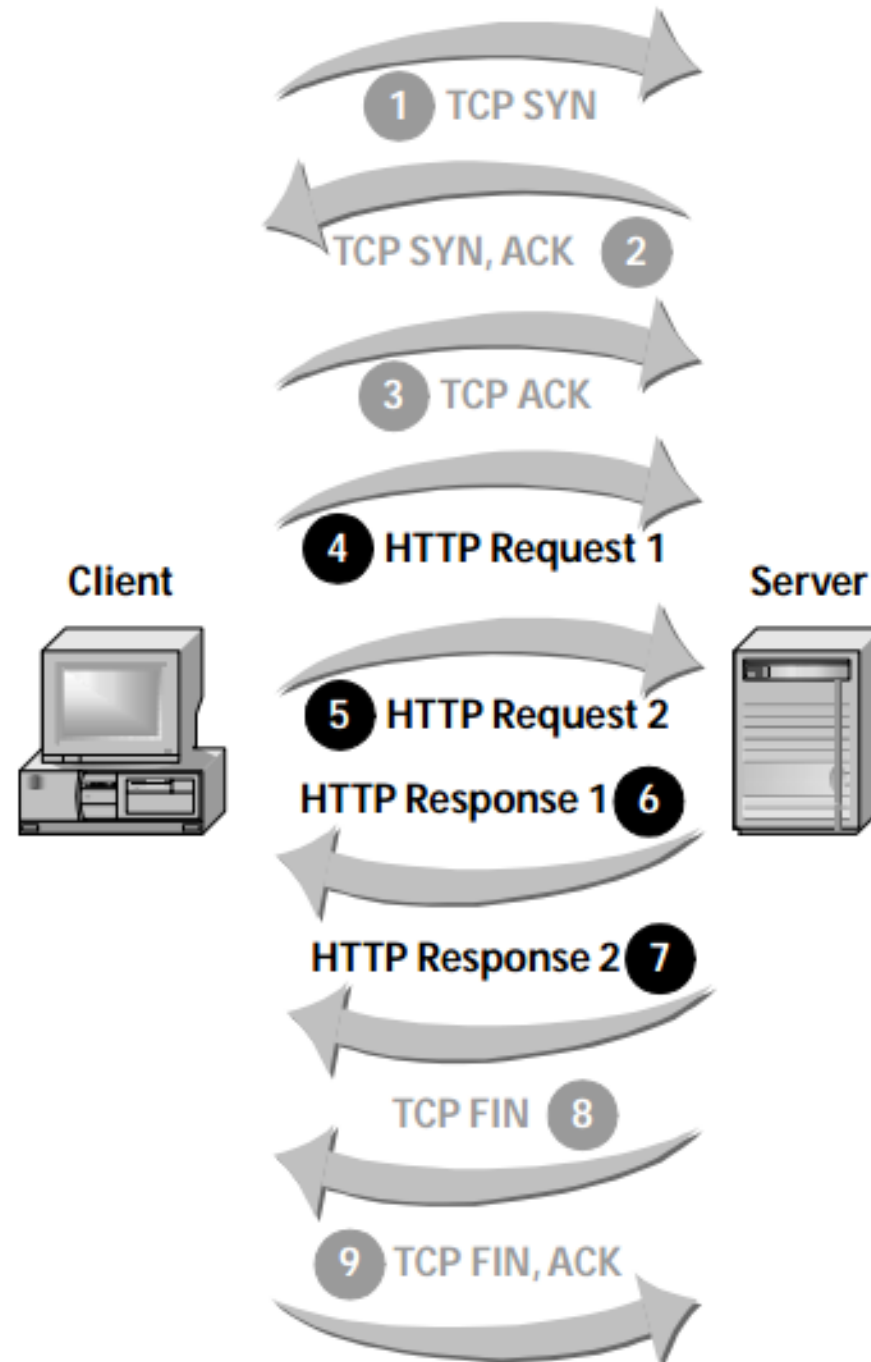 1 TCP SYN
TCP SYN, ACK 2
3 TCP ACK
4 HTTP Request 1
Client
Server
5 HTTP Request 2
HTTP Response 1 6
HTTP Response 2 7
TCP FIN 8
9 TCP FIN, ACK